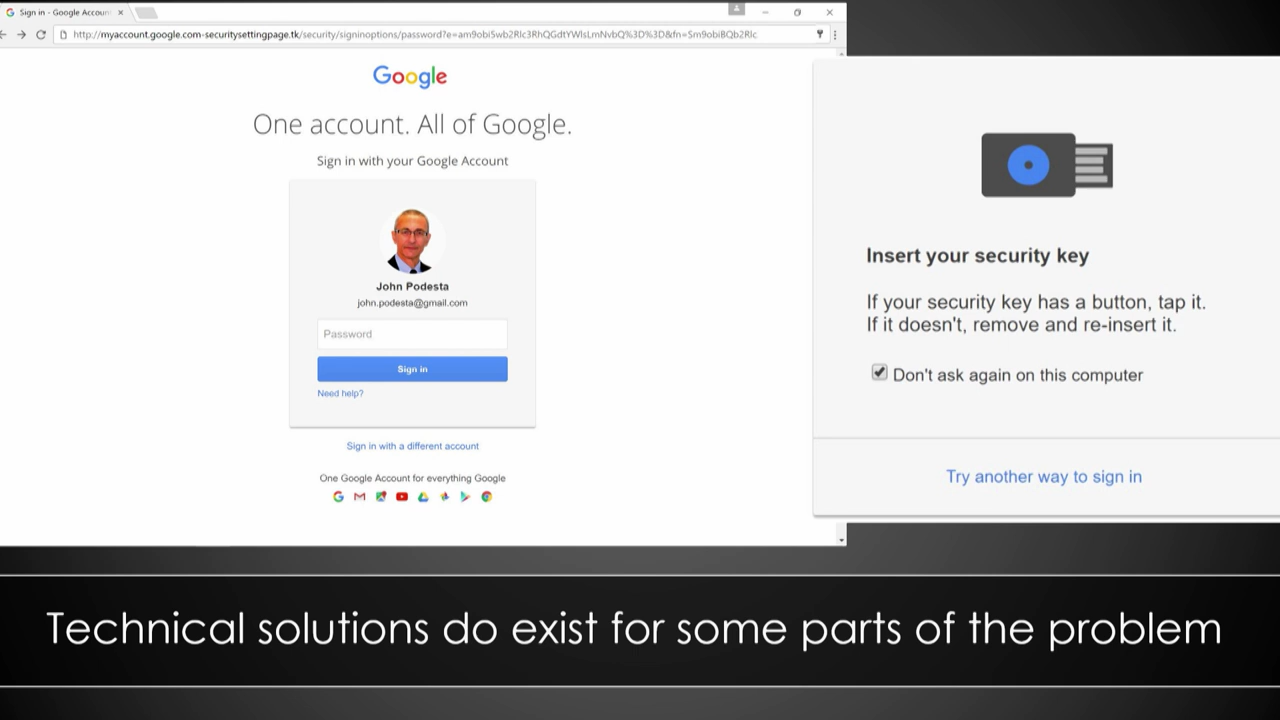 Sign in - Google Accoun
http://myaccount.google.com-securitysettingpage.tk/security/signinoptions/password?e=am9obi5wb2Rlc3RhQGdtYWlsLmNvbQ%3D%3D&fn=Sm9obiBQb2Rlc
Google
One account. All of Google.
Sign in with your Google Account
John Podesta
john.podesta@gmail.com
Password
Sign in
Need help?
Sign in with a different account
One Google Account for everything Google
Insert your security key
If your security key has a button, tap it.
If it doesn't, remove and re-insert it.
Don't ask again on this computer
Try another way to sign in
Technical solutions do exist for some parts of the problem